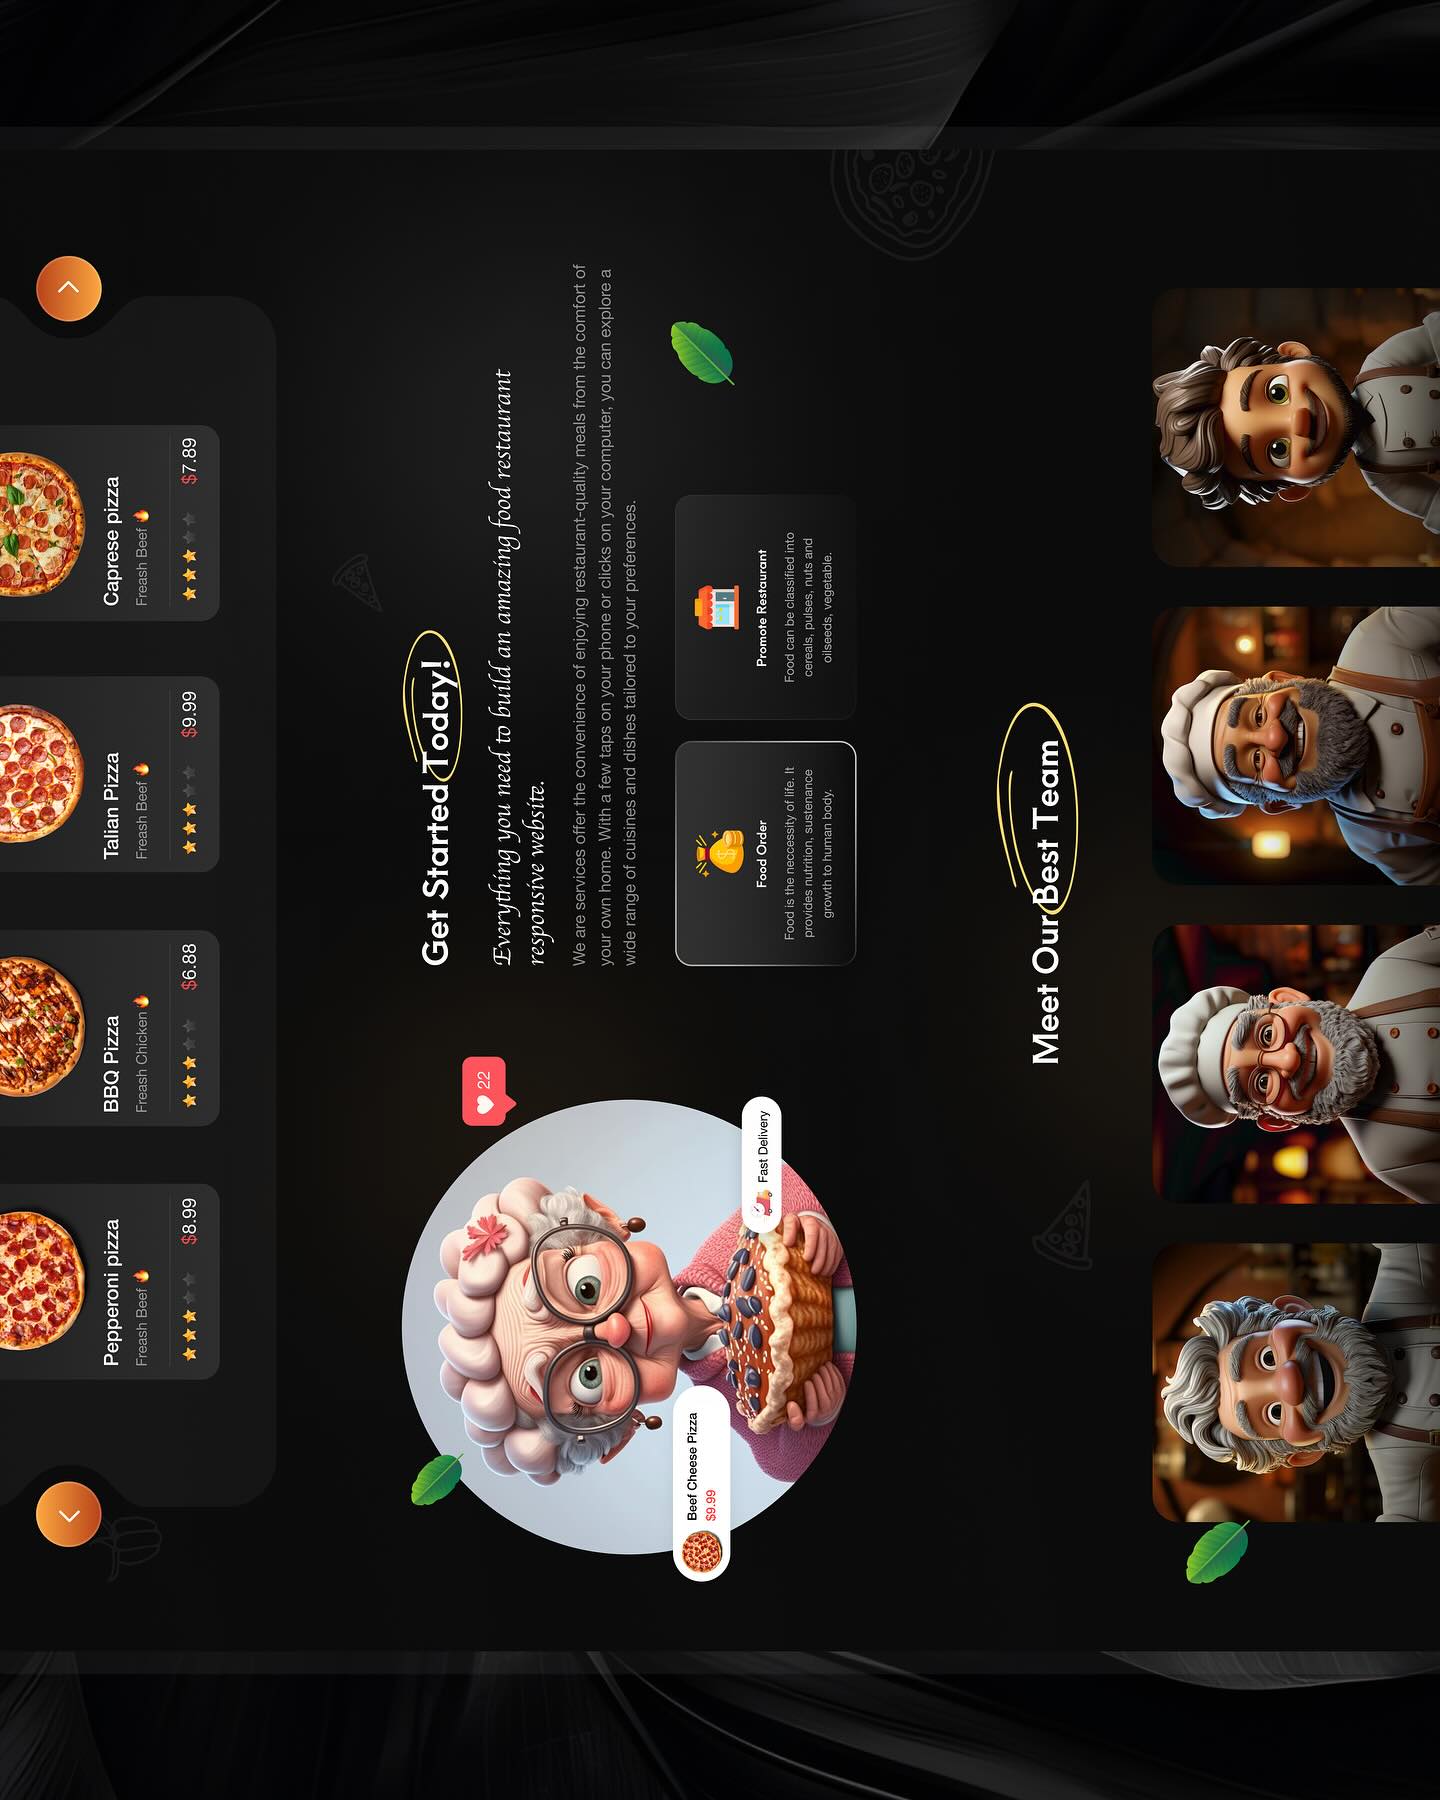 Pepperoni pizza
Freash Beef
$8.99
BBQ Pizza
Freash Chicken
$6.88
Talian Pizza
Freash Beef
$9.99
Caprese pizza
Freash Beef
$7.89
22
Beef Cheese Pizza
$9.99
Fast Delivery
Get Started Today!
Everything you need to build an amazing food restaurant
responsive website.
We are services offer the convenience of enjoying restaurant-quality meals from the comfort of
your own home. With a few taps on your phone or clicks on your computer, you can explore a
wide range of cuisines and dishes tailored to your preferences.
Food Order
Food is the neccessity of life. It
provides nutrition, sustenance
growth to human body.
Promote Restaurant
Food can be classified into
cereals, pulses, nuts and
oilseeds, vegetable.
Meet Our Best Team